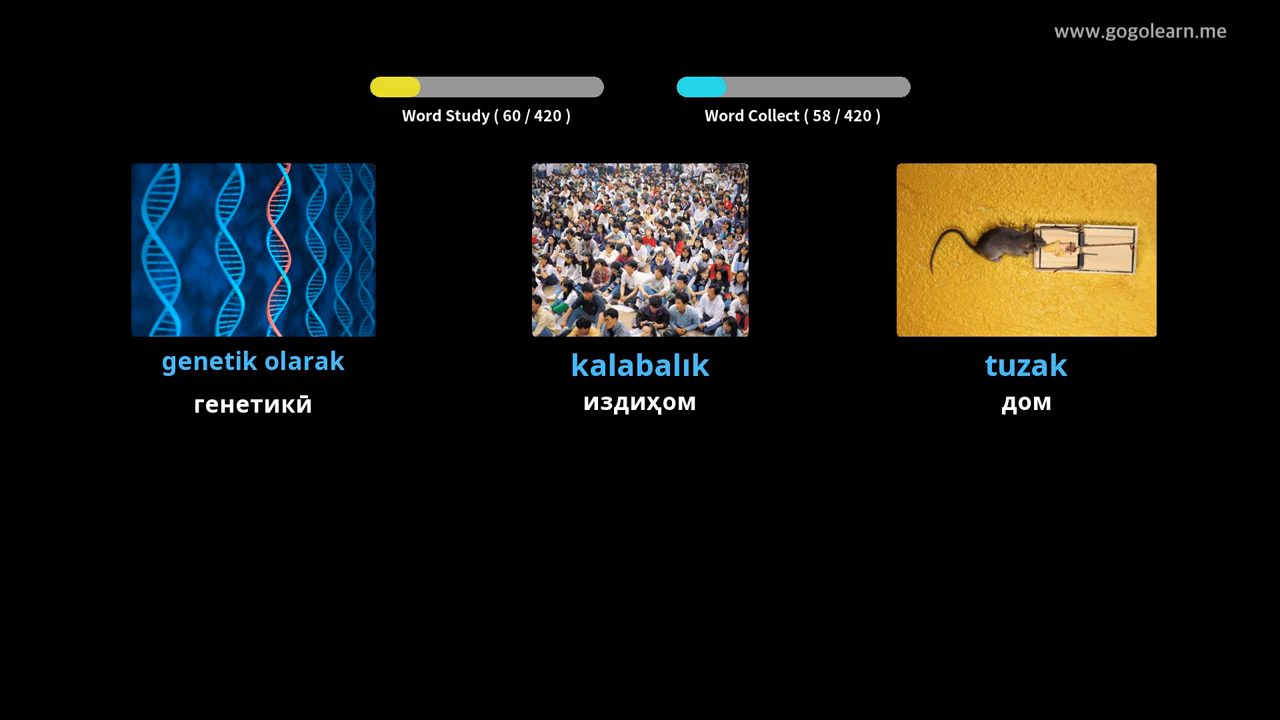 www.gogolearn.me
Word Study ( 60 / 420 )
Word Collect ( 58 / 420 )
genetik olarak
kalabalık
tuzak
генетикӣ
издиҳом
дом